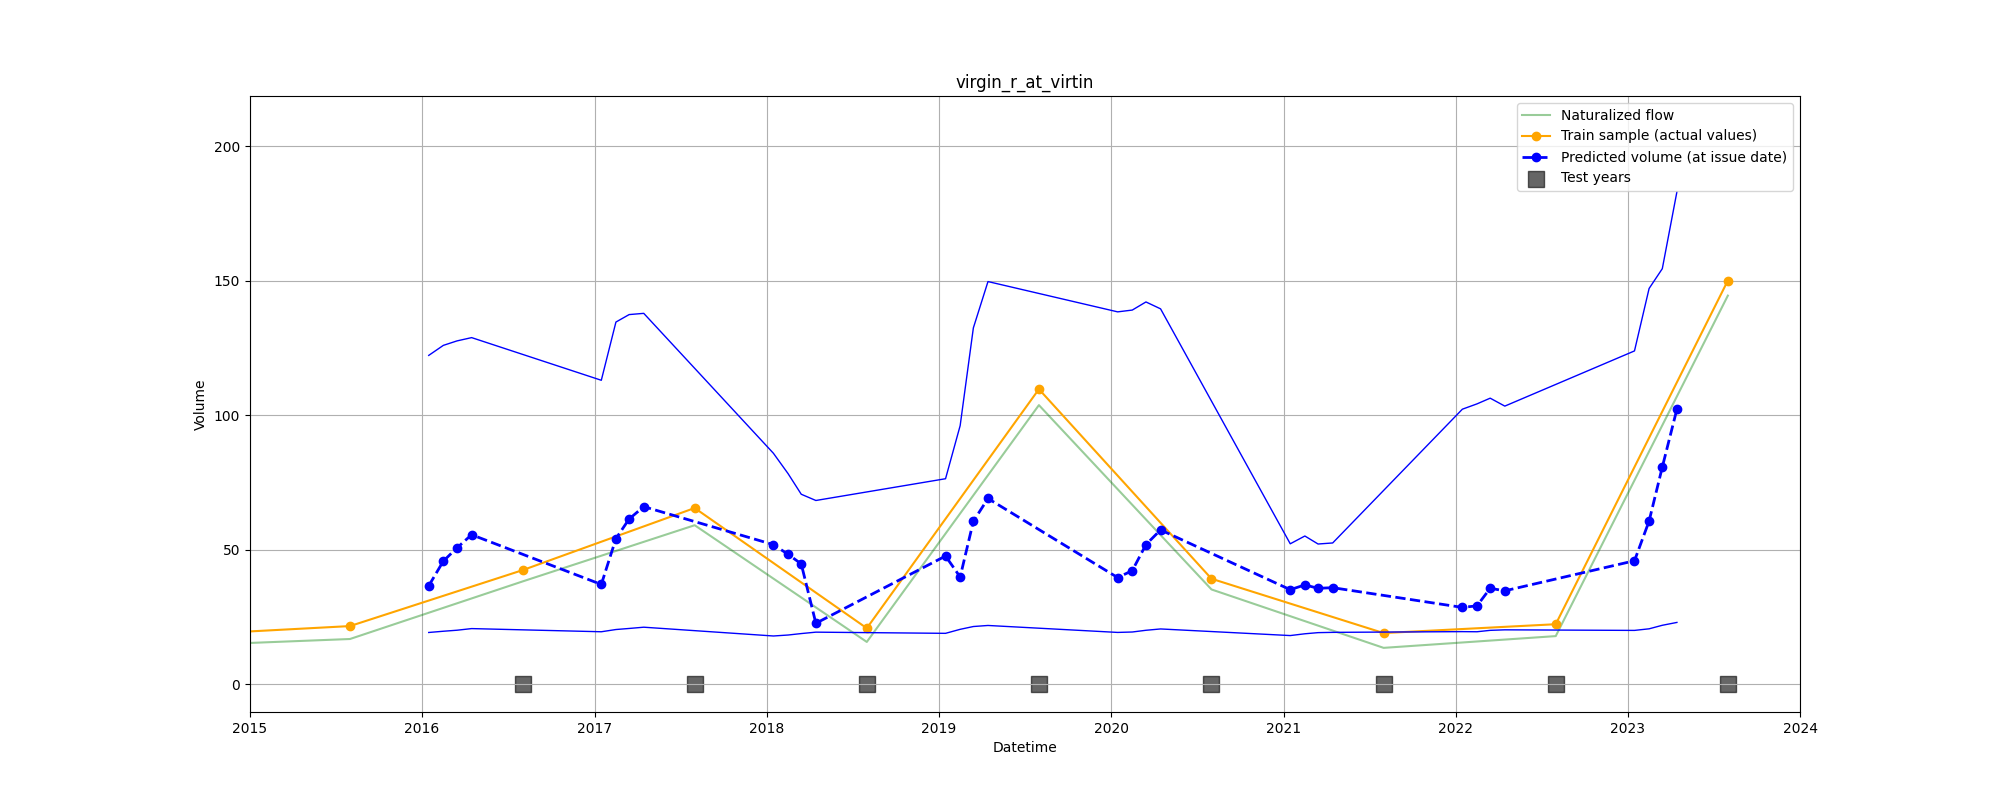 virgin_r_at_virtin
Naturalized flow
Train sample (actual values)
Predicted volume (at issue date)
Test years
200
150
100
50
0
Volume
2015 2016 2017 2018 2019 2020 2021 2022 2023 2024
Datetime